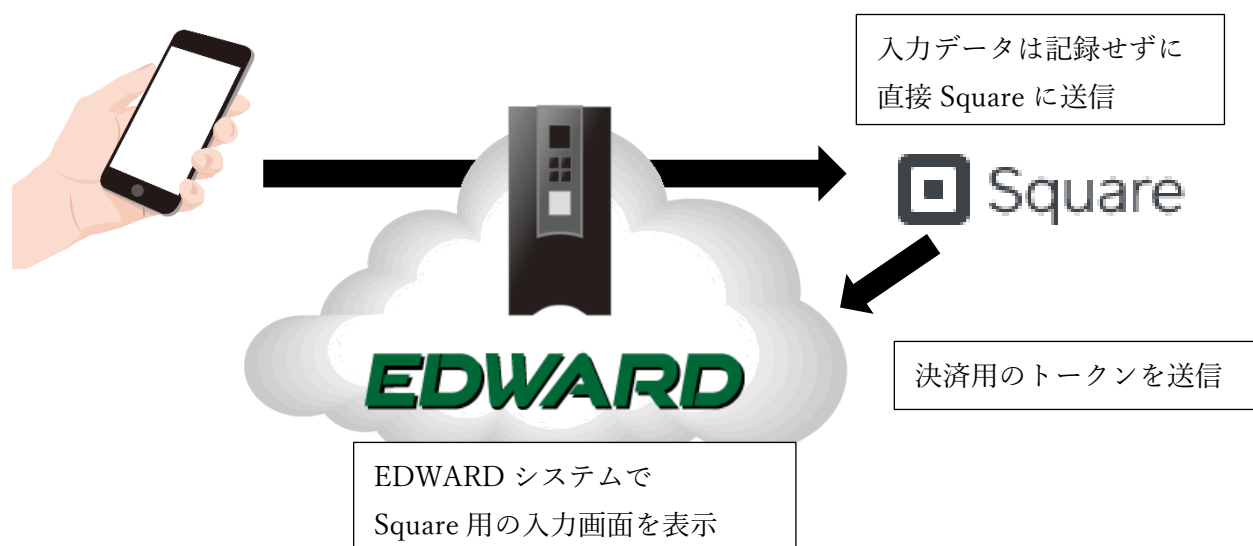 入力データは記録せずに
直接 Square に送信
Square
決済用のトークンを送信
EDWARD
EDWARD システムで
Square 用の入力画面を表示